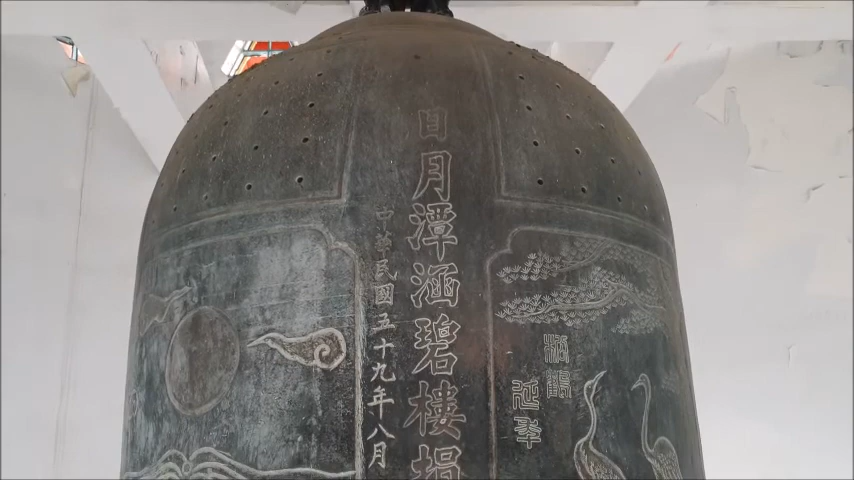 日月潭涵碧樓捐
中華民國五十九年八月
松鶴
延年